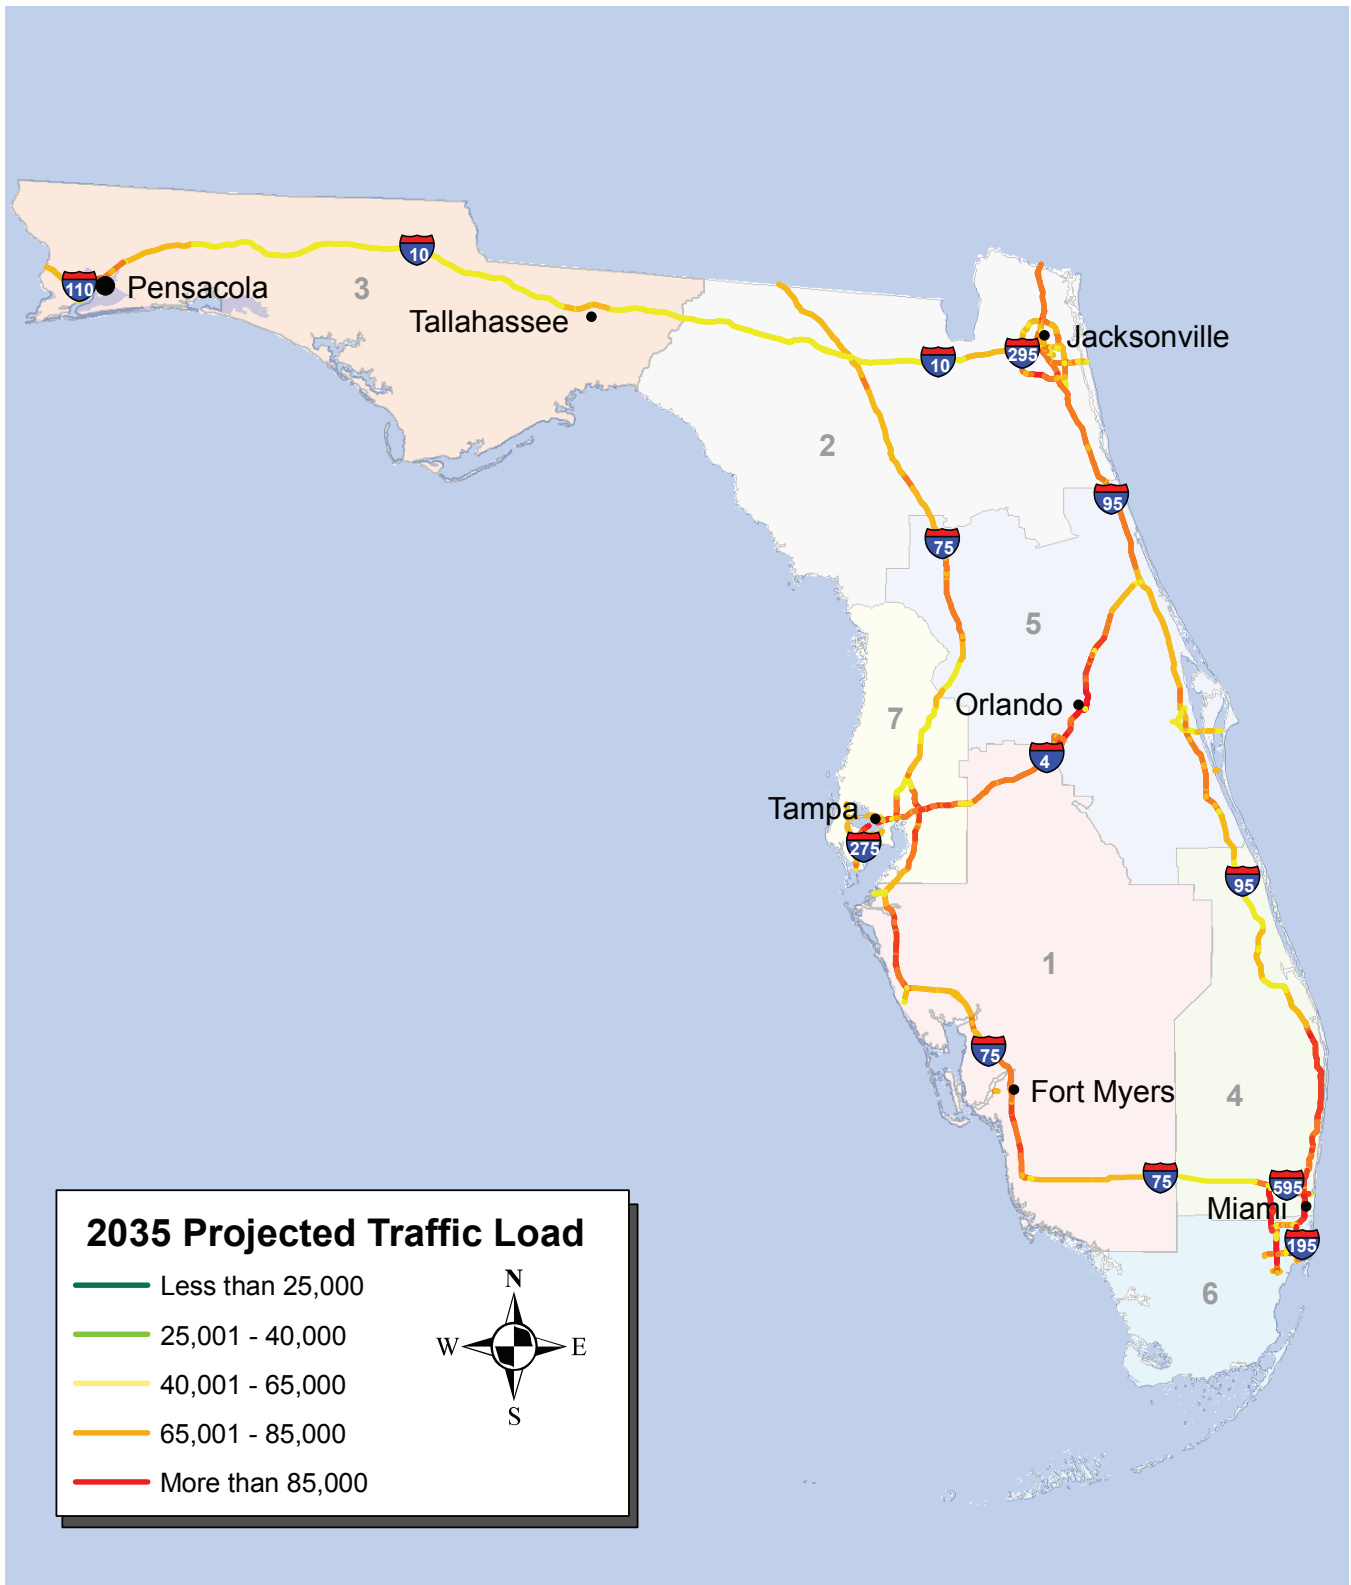 10
110
Pensacola
3
Tallahassee
Jacksonville
295
10
2
95
75
5
Orlando
7
4
Tampa
275
95
1
75
Fort Myers
4
75
595
Miami
195
6
2035 Projected Traffic Load
Less than 25,000
25,001 - 40,000
40,001 - 65,000
65,001 - 85,000
More than 85,000
N
W
E
S